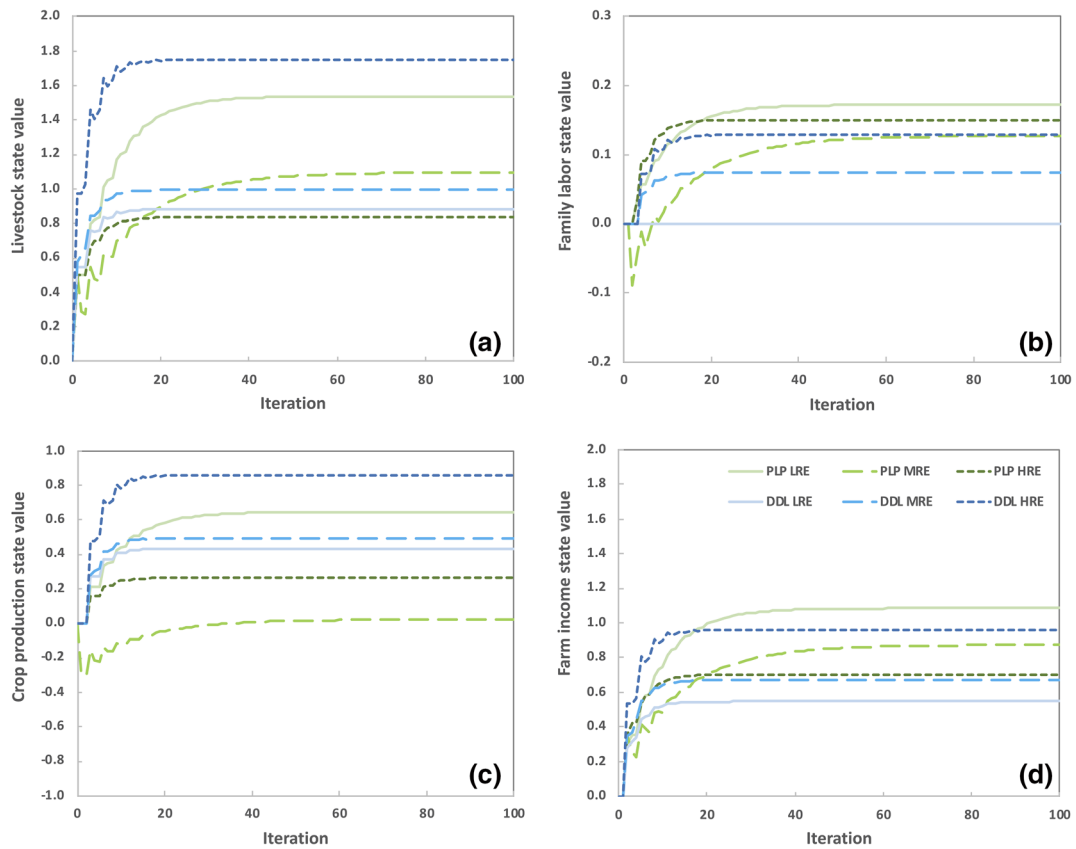 Livestock state value
2.0
1.8
1.6
1.4
1.2
1.0
0.8
0.6
0.4
0.2
0.0
0 20 40 60 80 100
Iteration
(a)
Family labor state value
0.3
0.2
0.1
0.0
-0.1
-0.2
0 20 40 60 80 100
Iteration
(b)
Crop production state value
1.0
0.8
0.6
0.4
0.2
0.0
-0.2
-0.4
-0.6
-0.8
-1.0
0 20 40 60 80 100
Iteration
(c)
Farm income state value
2.0
1.8
1.6
1.4
1.2
1.0
0.8
0.6
0.4
0.2
0.0
PLP LRE PLP MRE PLP HRE
DDL LRE DDL MRE DDL HRE
0 20 40 60 80 100
Iteration
(d)